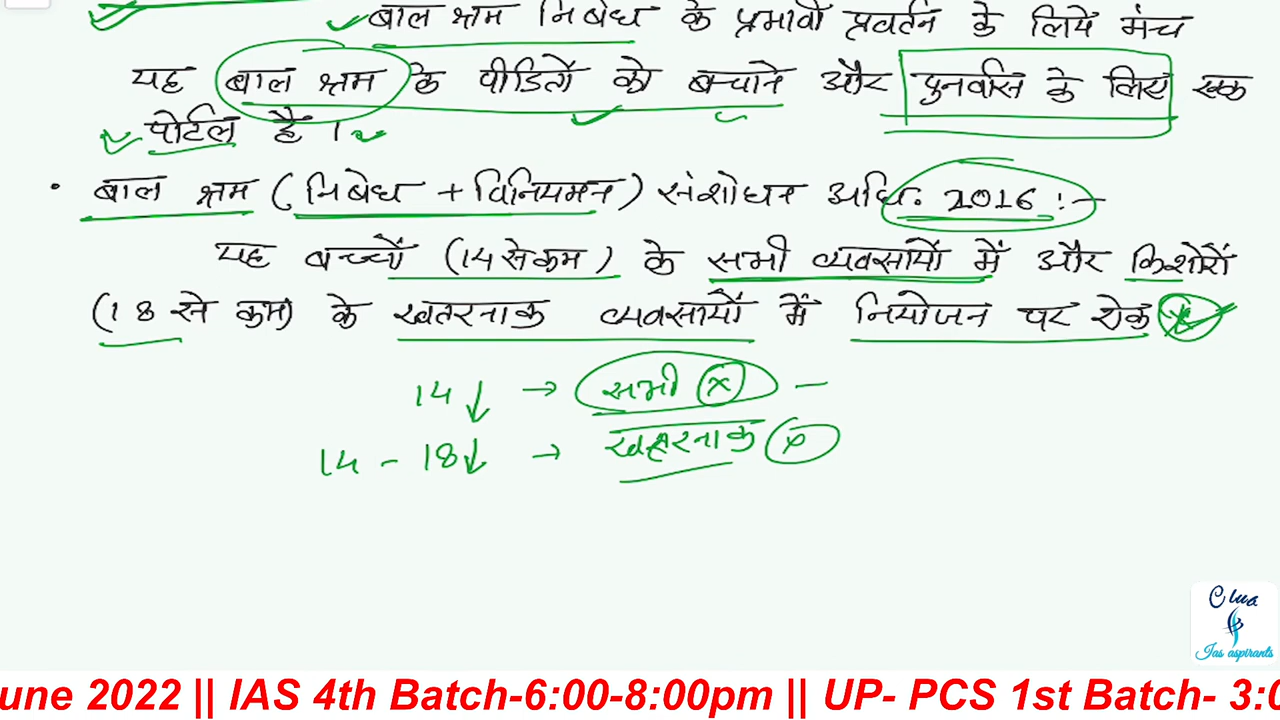 बाल श्रम निषेध के प्रभावी प्रवर्तन के लिये मंच
यह बाल श्रम के पीडितों को बचाने और पुनर्वास के लिए एक
पोर्टल है ।
• बाल श्रम (निषेध + विनियमन) संशोधन अधि. 2016 :-
यह बच्चों (14 से कम) के सभी व्यवसायों में और किशोरों
(18 से कम) के खतरनाक व्यवसायों में नियोजन पर रोक
14 ↓ → सभी (x) –
14 - 18 ↓ → खतरनाक (x)
Clua
Ias aspirants
une 2022 || IAS 4th Batch-6:00-8:00pm || UP- PCS 1st Batch- 3:0